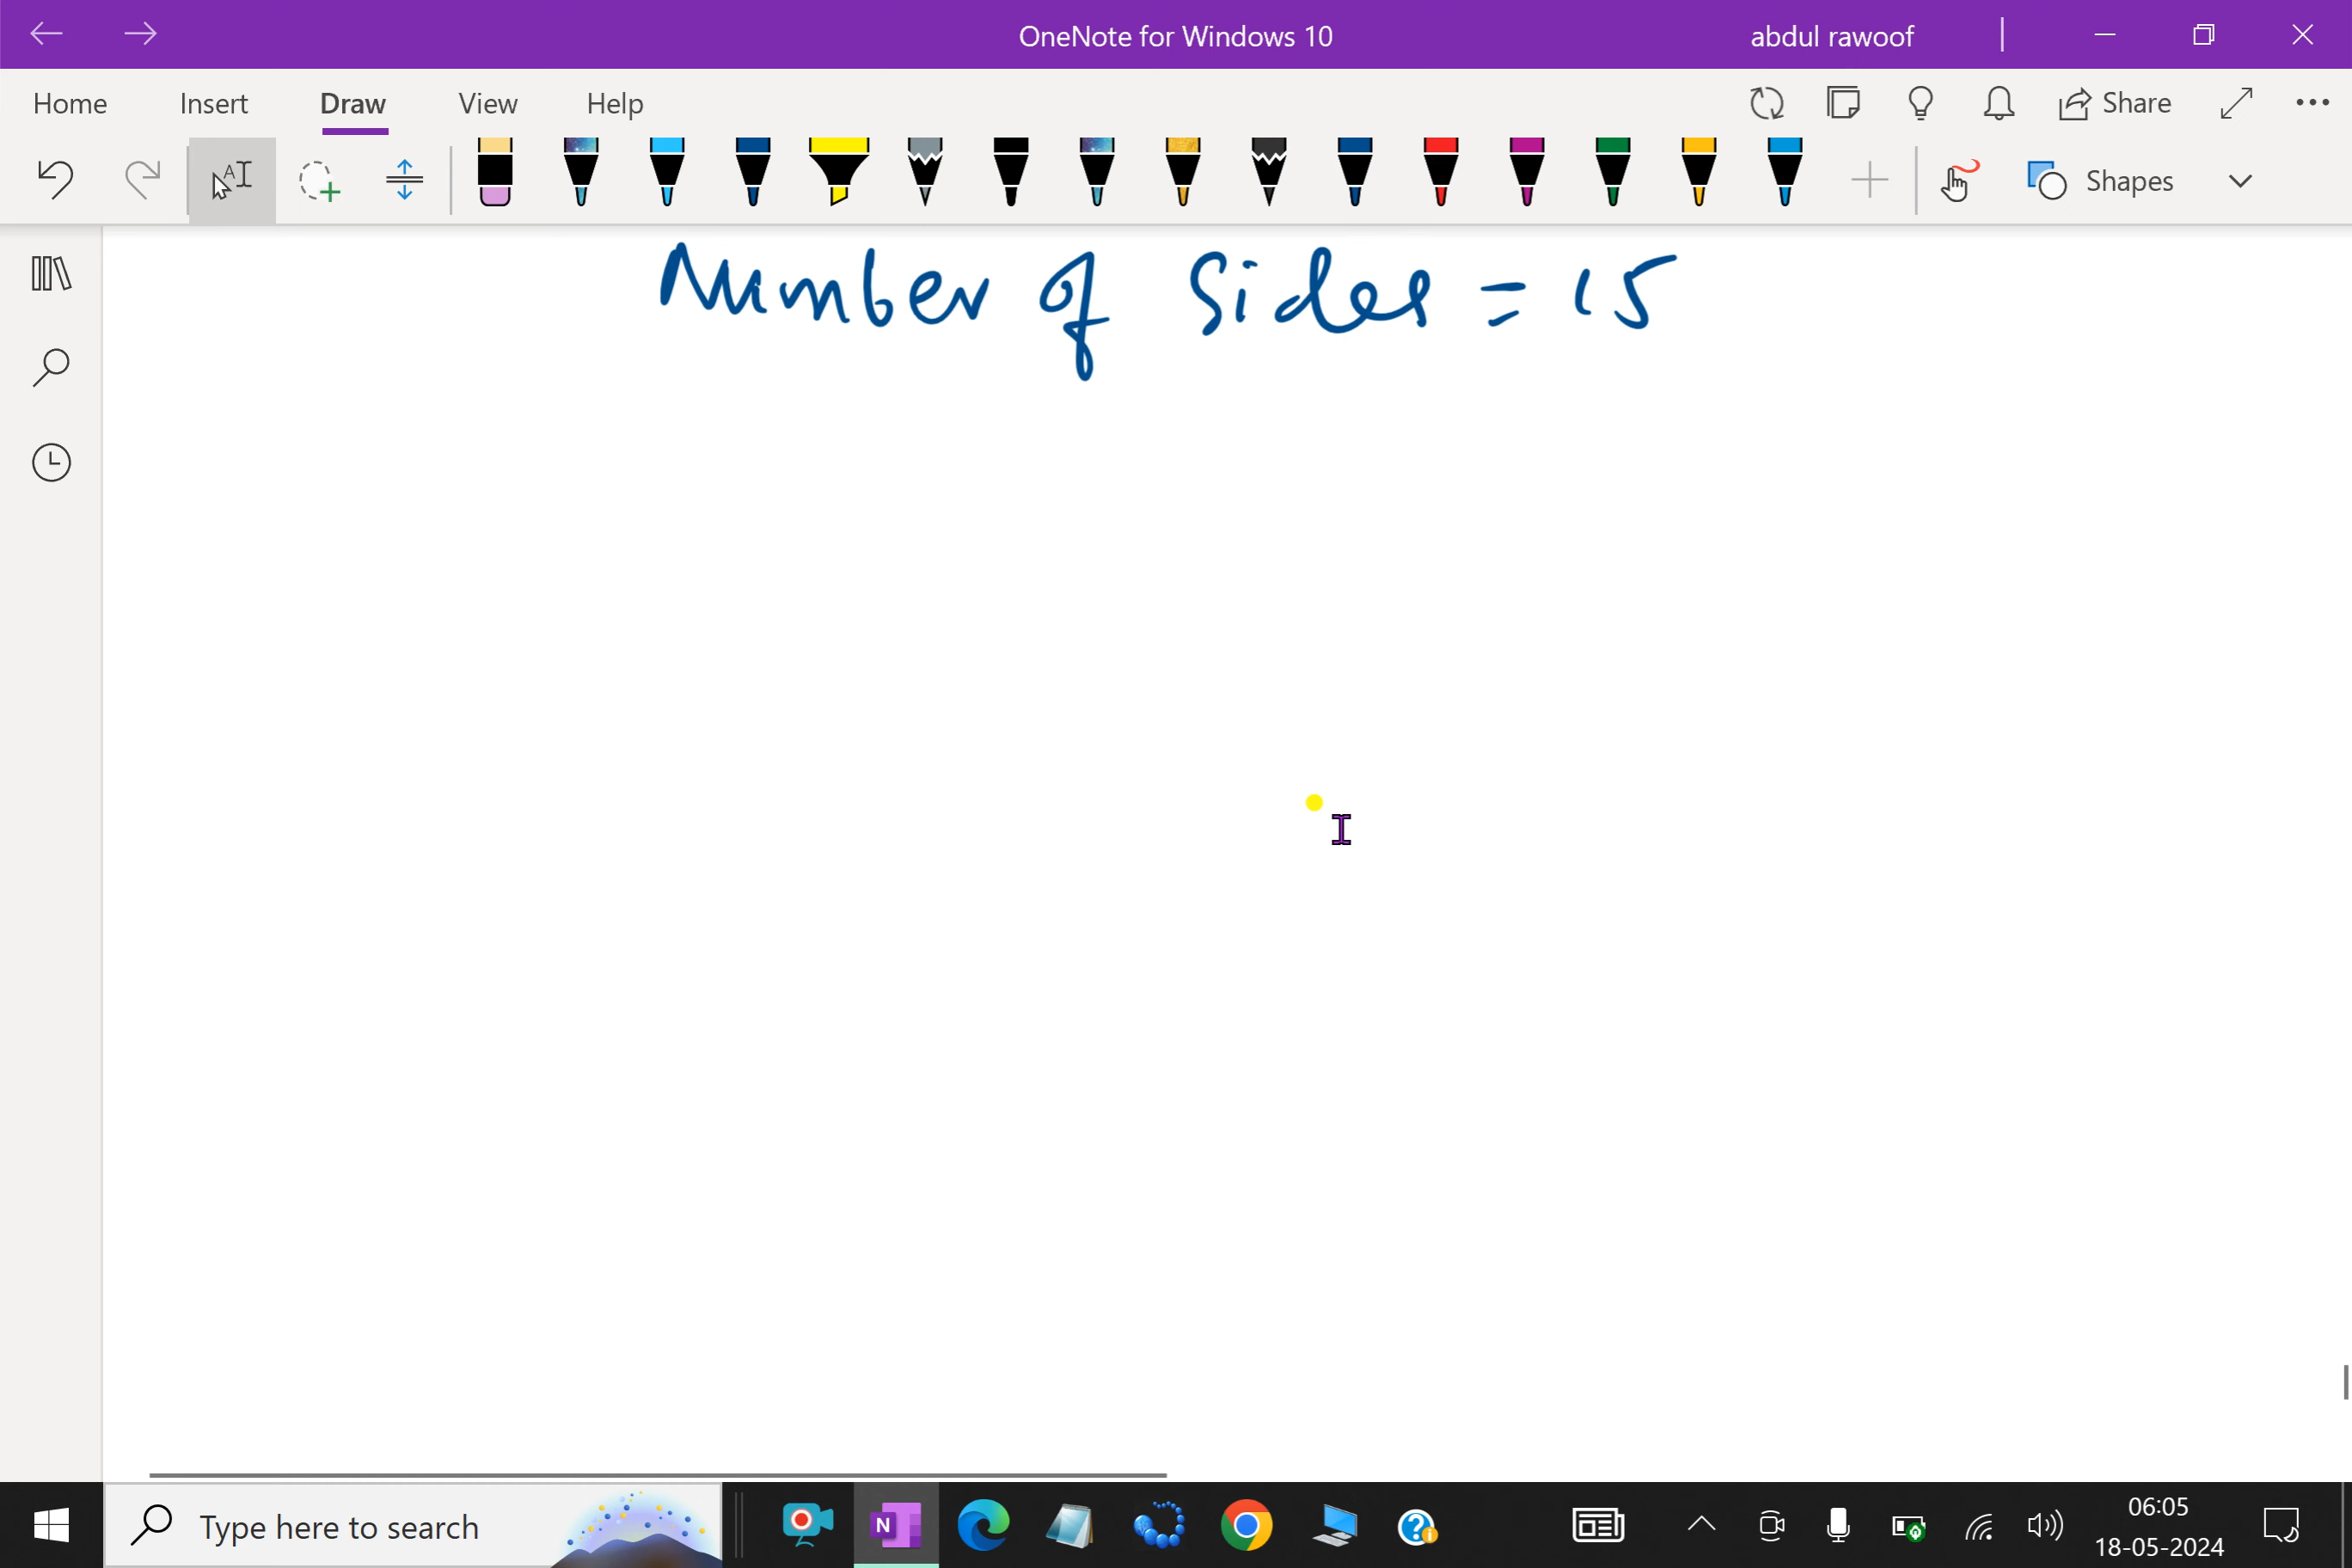 OneNote for Windows 10
abdul rawoof
Home
Insert
Draw
View
Help
Share
Shapes
Number of Sides = 15
Type here to search
06:05
18-05-2024